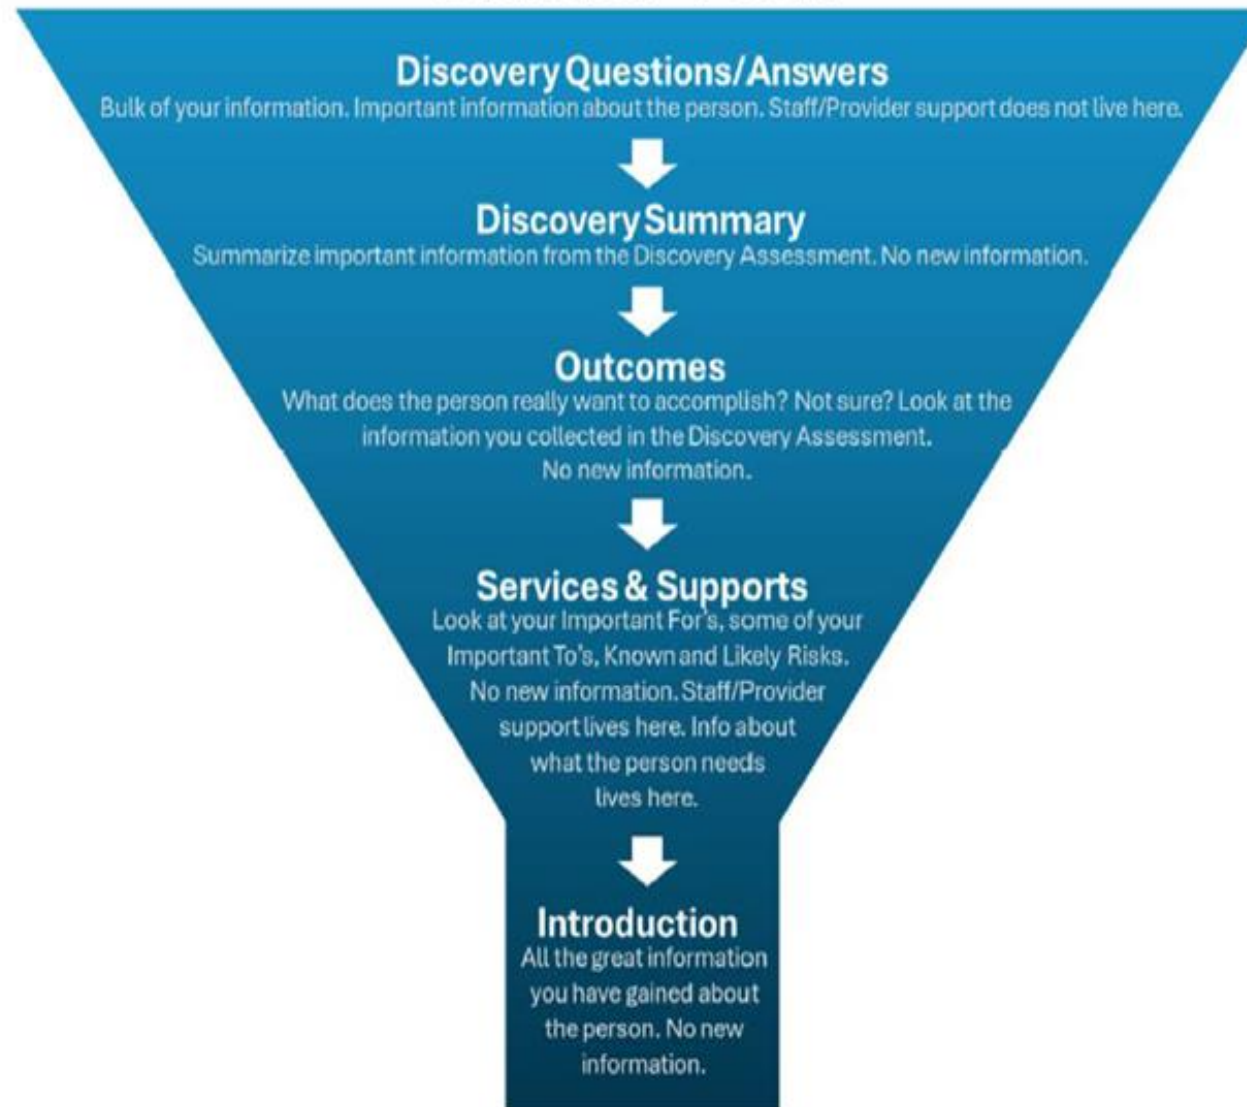 Discovery Questions/Answers
Bulk of your information. Important information about the person. Staff/Provider support does not live here.
Discovery Summary
Summarize important information from the Discovery Assessment. No new information.
Outcomes
What does the person really want to accomplish? Not sure? Look at the
information you collected in the Discovery Assessment.
No new information.
Services & Supports
Look at your Important For's, some of your
Important To's, Known and Likely Risks.
No new information. Staff/Provider
support lives here. Info about
what the person needs
lives here.
Introduction
All the great information
you have gained about
the person. No new
information.